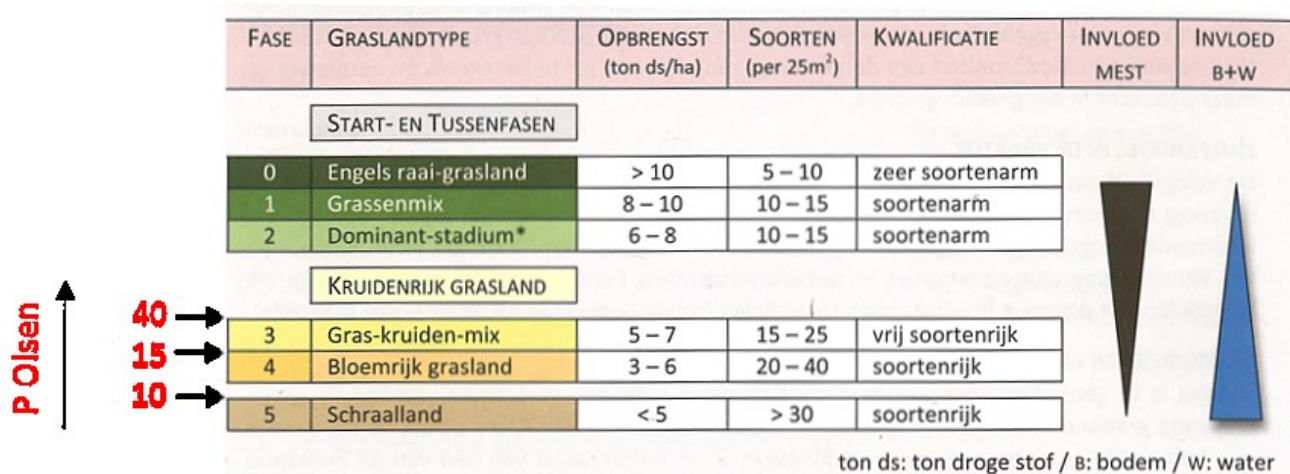 FASE GRASLANDTYPE OPBRENGST (ton ds/ha) SOORTEN (per 25m²) KWALIFICATIE INVLOED MEST INVLOED B+W
START- EN TUSSENFASEN
0 Engels raai-grasland > 10 5 – 10 zeer soortenarm
1 Grassenmix 8 – 10 10 – 15 soortenarm
2 Dominant-stadium* 6 – 8 10 – 15 soortenarm
KRUIDENRIJK GRASLAND
40
3 Gras-kruiden-mix 5 – 7 15 – 25 vrij soortenrijk
15
4 Bloemrijk grasland 3 – 6 20 – 40 soortenrijk
10
5 Schraalland <5 > 30 soortenrijk
P Olsen
ton ds: ton droge stof / B: bodem / W: water